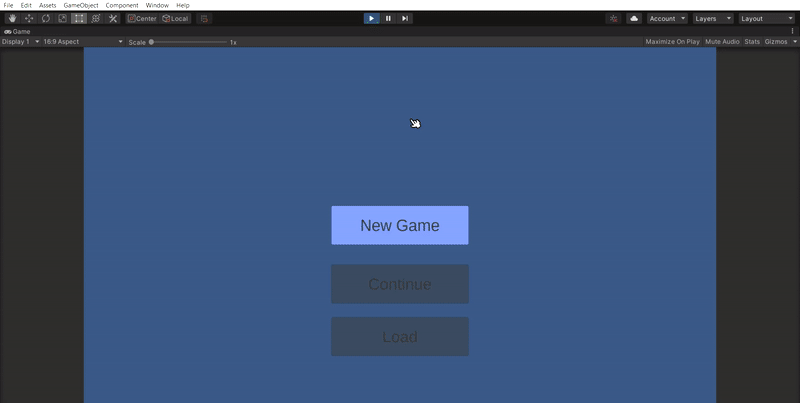 File Edit Assets GameObject Component Window Help
Center Local Account Layers Layout
Game
Display 1 16:9 Aspect Scale 1x Maximize On Play Mute Audio Stats Gizmos
New Game
Continue
Load